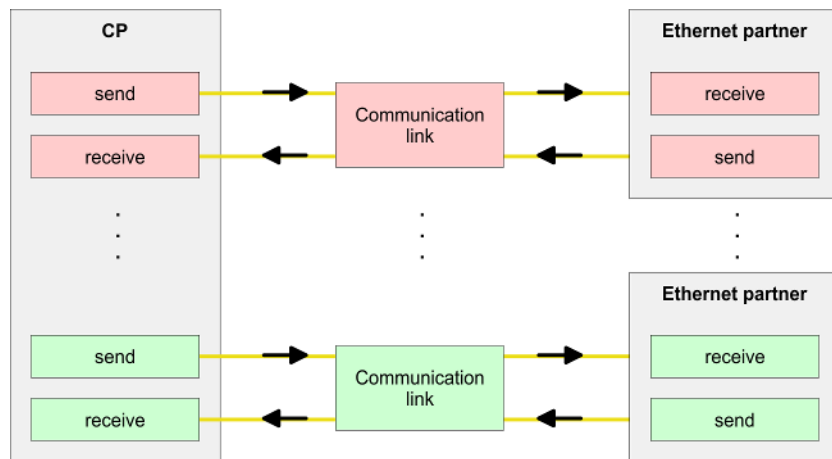 CP
Ethernet partner
send
receive
Communication
link
receive
send
Ethernet partner
send
receive
Communication
link
receive
send